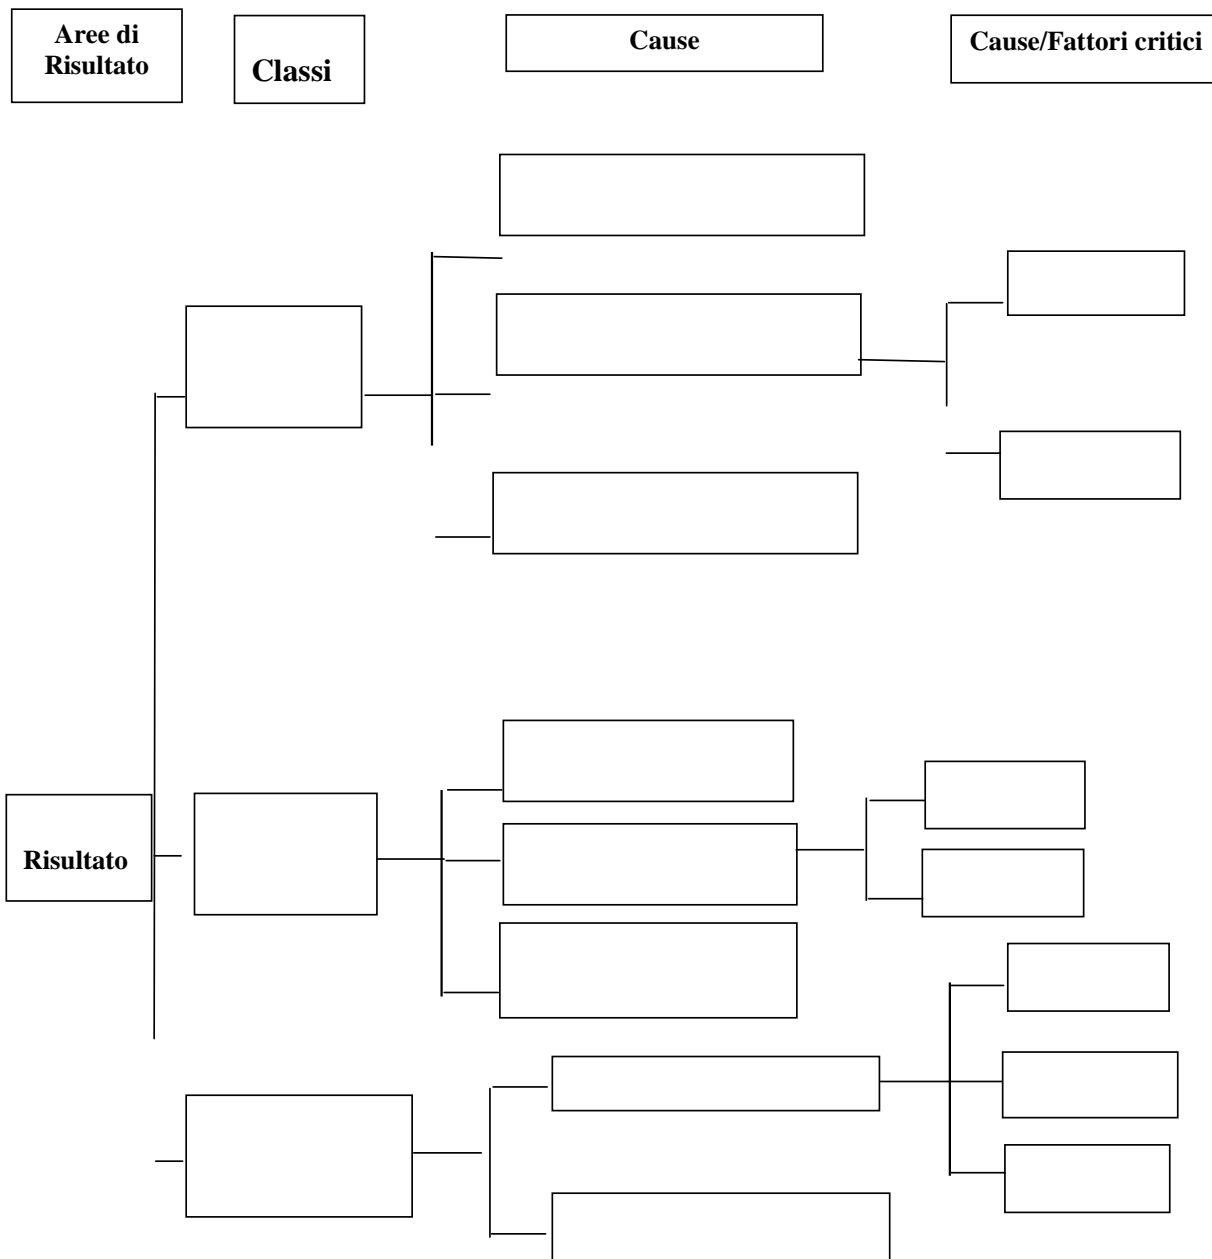 Aree di
Risultato
Classi
Cause
Cause/Fattori critici
Risultato